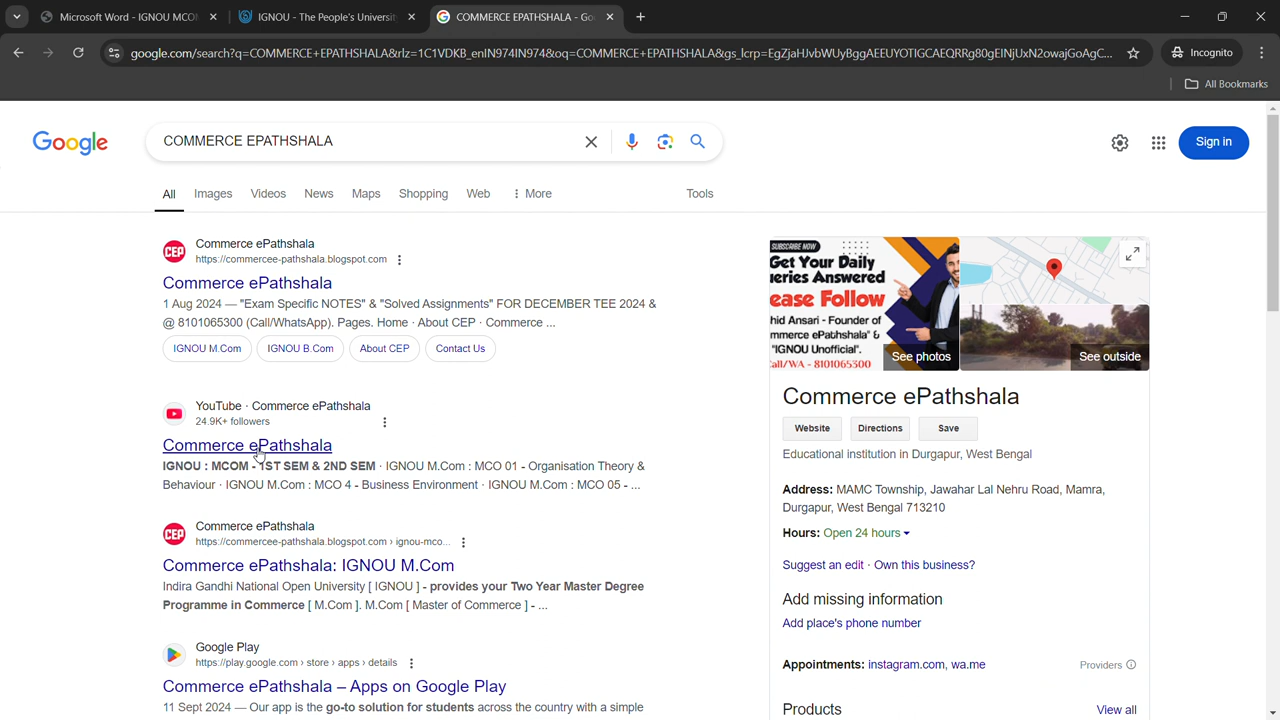 Microsoft Word - IGNOU MCOM
IGNOU - The People's Universit
COMMERCE EPATHSHALA - Go
google.com/search?q=COMMERCE+EPATHSHALA&rlz=1C1VDKB_enIN974IN974&oq=COMMERCE+EPATHSHALA&gs_lcrp=EgZjaHJvbWUyBggAEEUYOTIGCAEQRRg80gEINjUxN2owajGoAgC...
Incognito
All Bookmarks
Google
COMMERCE EPATHSHALA
Sign in
All
Images
Videos
News
Maps
Shopping
Web
More
Tools
CEP
Commerce ePathshala
https://commercee-pathshala.blogspot.com
Commerce ePathshala
1 Aug 2024 — "Exam Specific NOTES" & "Solved Assignments" FOR DECEMBER TEE 2024 &
@ 8101065300 (Call/WhatsApp). Pages. Home · About CEP · Commerce ...
IGNOU M.Com
IGNOU B.Com
About CEP
Contact Us
YouTube · Commerce ePathshala
24.9K+ followers
Commerce ePathshala
IGNOU : MCOM - 1ST SEM & 2ND SEM · IGNOU M.Com : MCO 01 - Organisation Theory &
Behaviour · IGNOU M.Com : MCO 4 - Business Environment · IGNOU M.Com : MCO 05 - ...
CEP
Commerce ePathshala
https://commercee-pathshala.blogspot.com › ignou-mco...
Commerce ePathshala: IGNOU M.Com
Indira Gandhi National Open University [ IGNOU ] - provides your Two Year Master Degree
Programme in Commerce [ M.Com ]. M.Com [ Master of Commerce ] - ...
Google Play
https://play.google.com › store › apps › details
Commerce ePathshala – Apps on Google Play
11 Sept 2024 — Our app is the go-to solution for students across the country with a simple
SUBSCRIBE NOW
Get Your Daily
ueries Answered
ease Follow
hid Ansari - Founder of
mmerce ePathshala" &
"IGNOU Unofficial".
all/WA - 8101065300
See photos
See outside
Commerce ePathshala
Website
Directions
Save
Educational institution in Durgapur, West Bengal
Address: MAMC Township, Jawahar Lal Nehru Road, Mamra,
Durgapur, West Bengal 713210
Hours: Open 24 hours
Suggest an edit · Own this business?
Add missing information
Add place's phone number
Appointments: instagram.com, wa.me
Providers
Products
View all